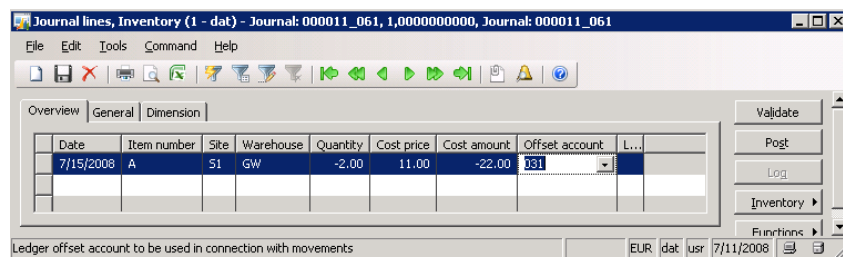 Journal lines, Inventory (1 - dat) - Journal: 000011_061, 1,0000000000, Journal: 000011_061
File Edit Tools Command Help
Overview General Dimension
Validate
Date Item number Site Warehouse Quantity Cost price Cost amount Offset account L...
Post
7/15/2008 A S1 GW -2.00 11.00 -22.00 031
Log
Inventory
Functions
Ledger offset account to be used in connection with movements EUR dat usr 7/11/2008